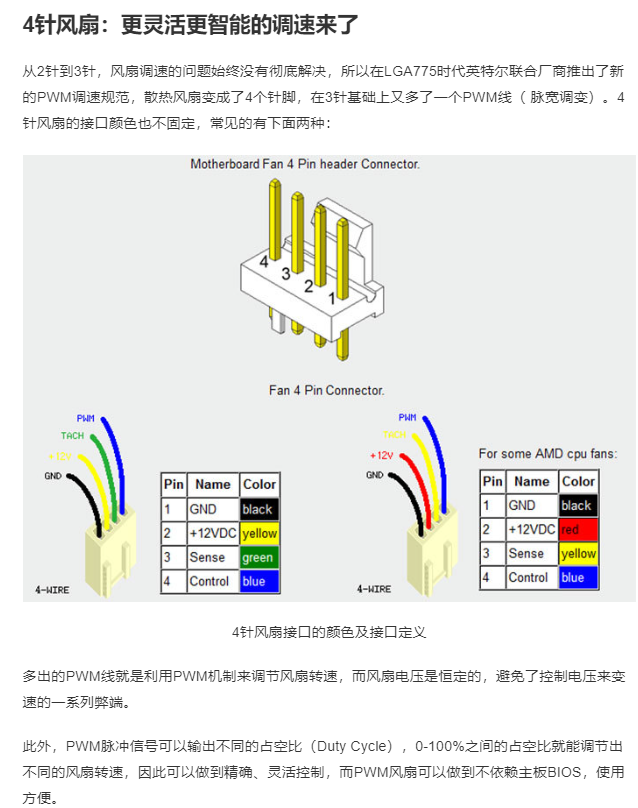 4针风扇：更灵活更智能的调速来了
从2针到3针，风扇调速的问题始终没有彻底解决，所以在LGA775时代英特尔联合厂商推出了新
的PWM调速规范，散热风扇变成了4个针脚，在3针基础上又多了一个PWM线（ 脉宽调变）。4
针风扇的接口颜色也不固定，常见的有下面两种：
Motherboard Fan 4 Pin header Connector.
4
3
2
1
Fan 4 Pin Connector.
PWM
TACH
+12V
GND
4-WIRE
Pin Name Color
1 GND black
2 +12VDC yellow
3 Sense green
4 Control blue
PWM
TACH
+12V
GND
4-WIRE
For some AMD cpu fans:
Pin Name Color
1 GND black
2 +12VDC red
3 Sense yellow
4 Control blue
4针风扇接口的颜色及接口定义
多出的PWM线就是利用PWM机制来调节风扇转速，而风扇电压是恒定的，避免了控制电压来变
速的一系列弊端。
此外，PWM脉冲信号可以输出不同的占空比（Duty Cycle），0-100%之间的占空比就能调节出
不同的风扇转速，因此可以做到精确、灵活控制，而PWM风扇可以做到不依赖主板BIOS，使用
方便。